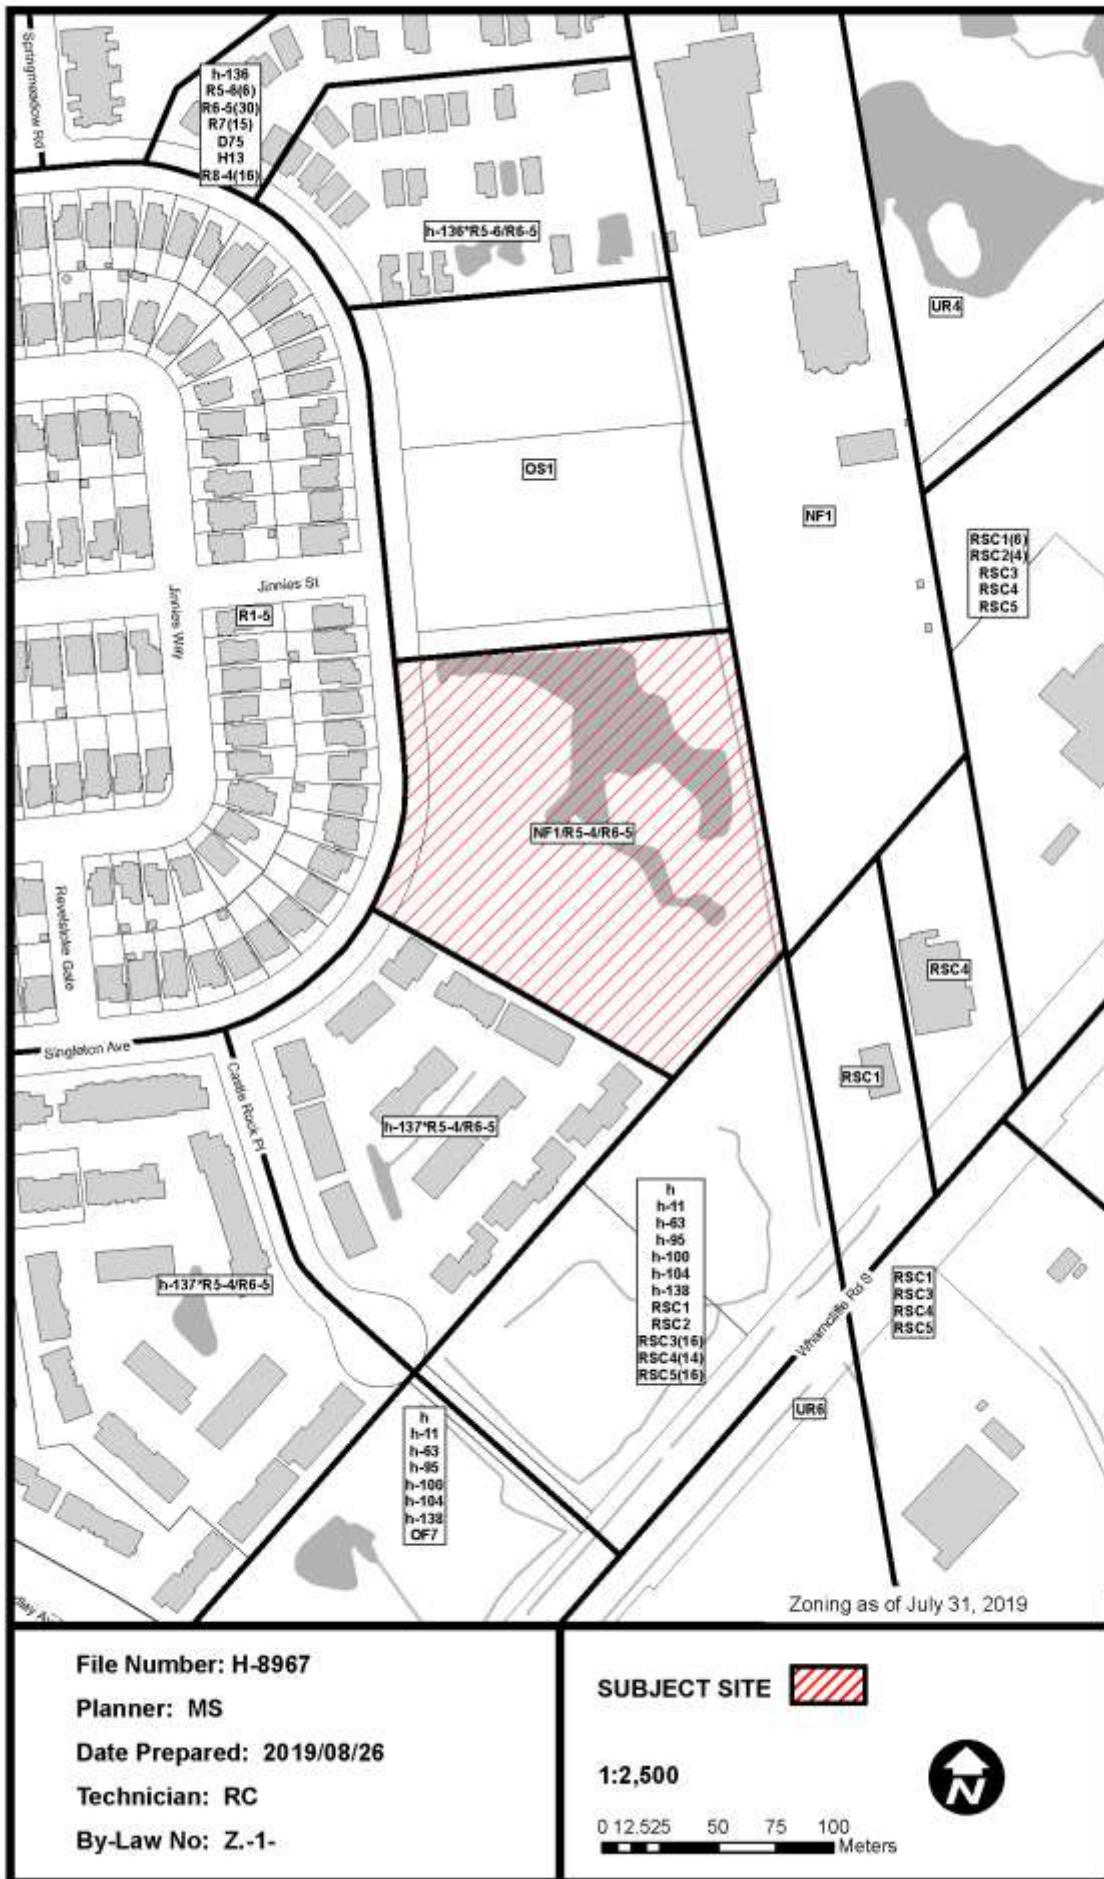 Springmeadow Rd
h-136
R5-6(6)
R6-5(30)
R7(15)
D75
H13
R8-4(16)
h-136*R5-6/R6-5
UR4
OS1
NF1
RSC1(6)
RSC2(4)
RSC3
RSC4
RSC5
Jinnies St
R1-5
Jinnies Way
NF1/R5-4/R6-5
Revelstoke Gate
RSC4
Singleton Ave
Castle Rock Pl
RSC1
h-137*R5-4/R6-5
h
h-11
h-63
h-95
h-100
h-104
h-138
RSC1
RSC2
RSC3(16)
RSC4(14)
RSC5(16)
h-137*R5-4/R6-5
RSC1
RSC3
RSC4
RSC5
Wharncliffe Rd S
UR6
h
h-11
h-63
h-95
h-100
h-104
h-138
OF7
Zoning as of July 31, 2019
File Number: H-8967
Planner: MS
Date Prepared: 2019/08/26
Technician: RC
By-Law No: Z.-1-
SUBJECT SITE
1:2,500
N
0 12.525 50 75 100
Meters